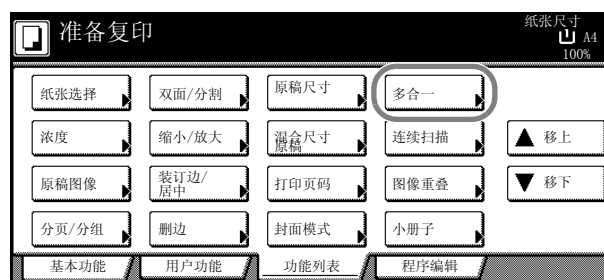 准备复印
纸张尺寸
A4
100%
纸张选择
双面/分割
原稿尺寸
多合一
浓度
缩小/放大
混合尺寸
原稿
连续扫描
移上
原稿图像
装订边/
居中
打印页码
图像重叠
移下
分页/分组
删边
封面模式
小册子
基本功能
用户功能
功能列表
程序编辑